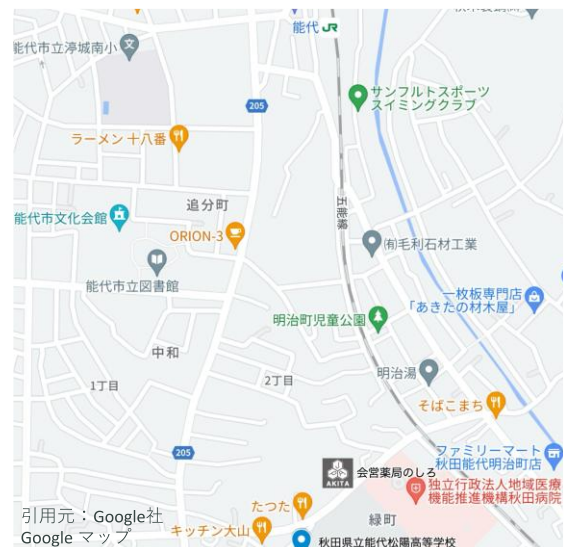 能代 JR
能代市立渟城南小
サンフルトスポーツ
スイミングクラブ
205
ラーメン 十八番
追分町
五能線
能代市文化会館
ORION-3
㈲毛利石材工業
能代市立図書館
一枚板専門店
「あきたの材木屋」
明治町児童公園
中和
1丁目
2丁目
明治湯
そばこまち
205
ファミリーマート
秋田能代明治町店
AKITA
会営薬局のしろ
独立行政法人地域医療
機能推進機構秋田病院
たつた
緑町
引用元：Google社
Google マップ
キッチン大山
秋田県立能代松陽高等学校